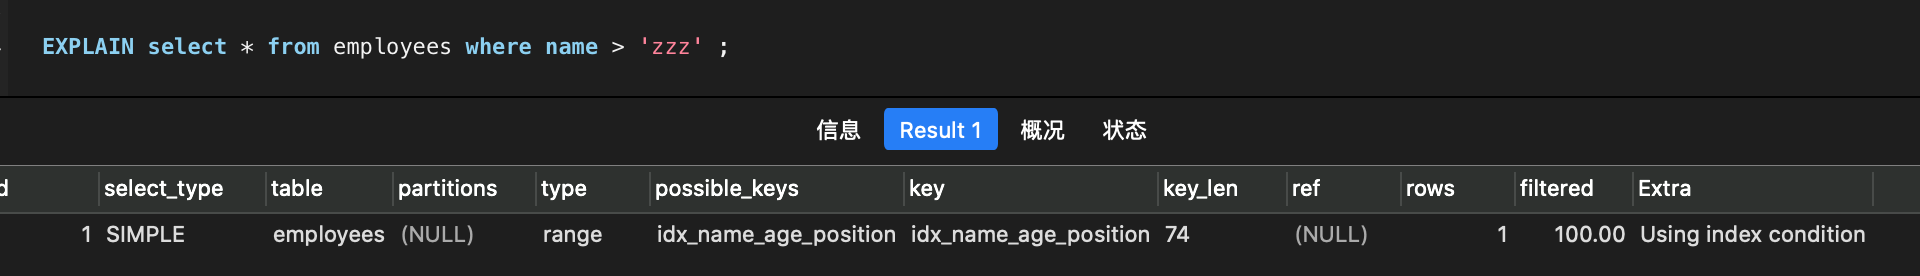 EXPLAIN select * from employees where name > 'zzz' ;
信息 Result 1 概况 状态
d select_type table partitions type possible_keys key key_len ref rows filtered Extra
1 SIMPLE employees (NULL) range idx_name_age_position idx_name_age_position 74 (NULL) 1 100.00 Using index condition